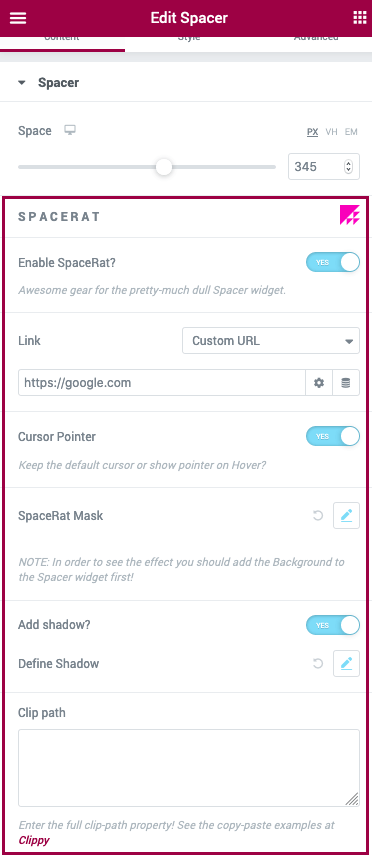 Edit Spacer
Content Style Advanced
Spacer
Space PX VH EM
345
SPACERAT
Enable SpaceRat? YES
Awesome gear for the pretty-much dull Spacer widget.
Link Custom URL
https://google.com
Cursor Pointer YES
Keep the default cursor or show pointer on Hover?
SpaceRat Mask
NOTE: In order to see the effect you should add the Background to
the Spacer widget first!
Add shadow? YES
Define Shadow
Clip path
Enter the full clip-path property! See the copy-paste examples at
Clippy